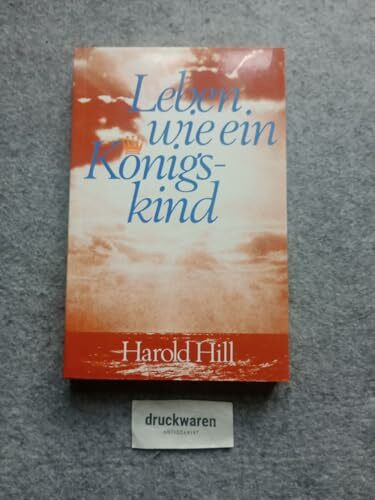 Leben
wie ein
Königs-
kind
Harold Hill
druckwaren
ANTIQUARIAT